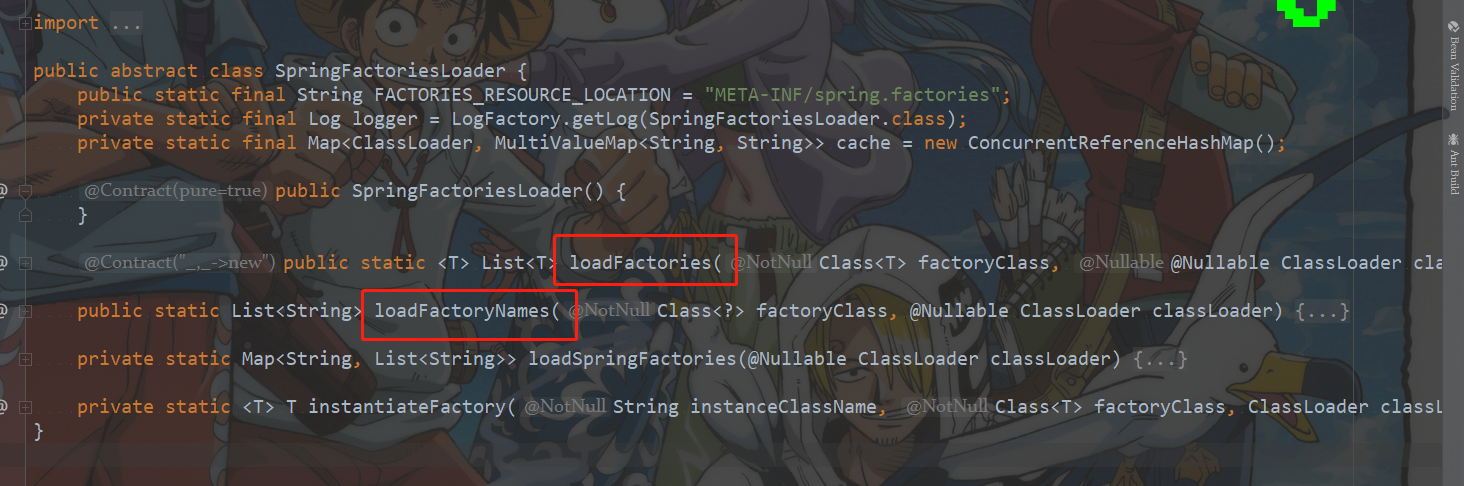 import ...
public abstract class SpringFactoriesLoader {
public static final String FACTORIES_RESOURCE_LOCATION = "META-INF/spring.factories";
private static final Log logger = LogFactory.getLog(SpringFactoriesLoader.class);
private static final Map<ClassLoader, MultiValueMap<String, String>> cache = new ConcurrentReferenceHashMap();
@ @Contract(pure=true) public SpringFactoriesLoader() {
}
@ @Contract("_,_->new") public static <T> List<T> loadFactories( @NotNull Class<T> factoryClass, @Nullable @Nullable ClassLoader cla
@ public static List<String> loadFactoryNames( @NotNull Class<?> factoryClass, @Nullable ClassLoader classLoader) {...}
private static Map<String, List<String>> loadSpringFactories(@Nullable ClassLoader classLoader) {...}
@ private static <T> T instantiateFactory( @NotNull String instanceClassName, @NotNull Class<T> factoryClass, ClassLoader classL
}
Bean Validation
Ant Build